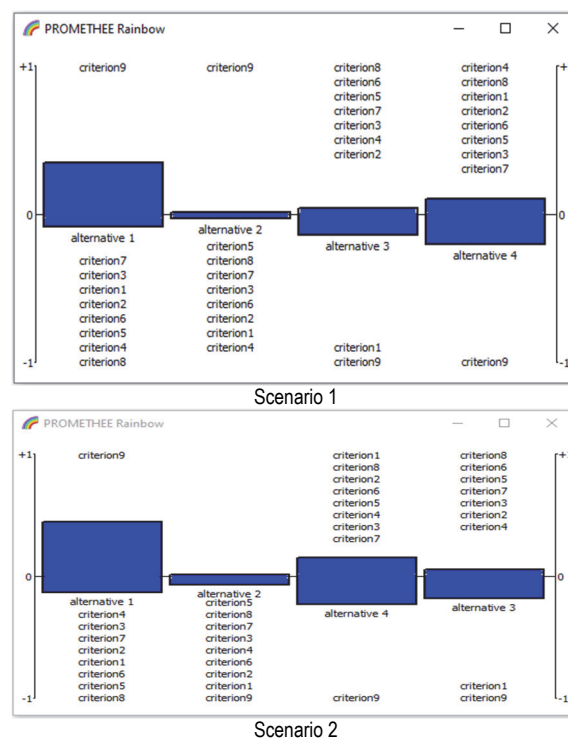 PROMETHEE Rainbow
+1 criterion9 criterion9 criterion8 criterion4 +
criterion6 criterion8
criterion5 criterion1
criterion7 criterion2
criterion3 criterion6
criterion4 criterion5
criterion2 criterion3
criterion7
0 0
alternative 1 alternative 2 alternative 3 alternative 4
criterion5
criterion7 criterion8
criterion3 criterion7
criterion1 criterion3
criterion2 criterion6
criterion6 criterion2
criterion5 criterion1
criterion4 criterion4 criterion1
-1 criterion8 criterion9 criterion9 -1
Scenario 1
PROMETHEE Rainbow
+1 criterion9 criterion1 criterion8 +1
criterion8 criterion6
criterion2 criterion5
criterion6 criterion7
criterion5 criterion3
criterion4 criterion2
criterion3 criterion4
criterion7
0 0
alternative 1 alternative 2 alternative 4 alternative 3
criterion5
criterion4 criterion8
criterion3 criterion7
criterion7 criterion3
criterion2 criterion4
criterion1 criterion6
criterion6 criterion2
criterion5 criterion1 criterion1
-1 criterion8 criterion9 criterion9 criterion9 -1
Scenario 2